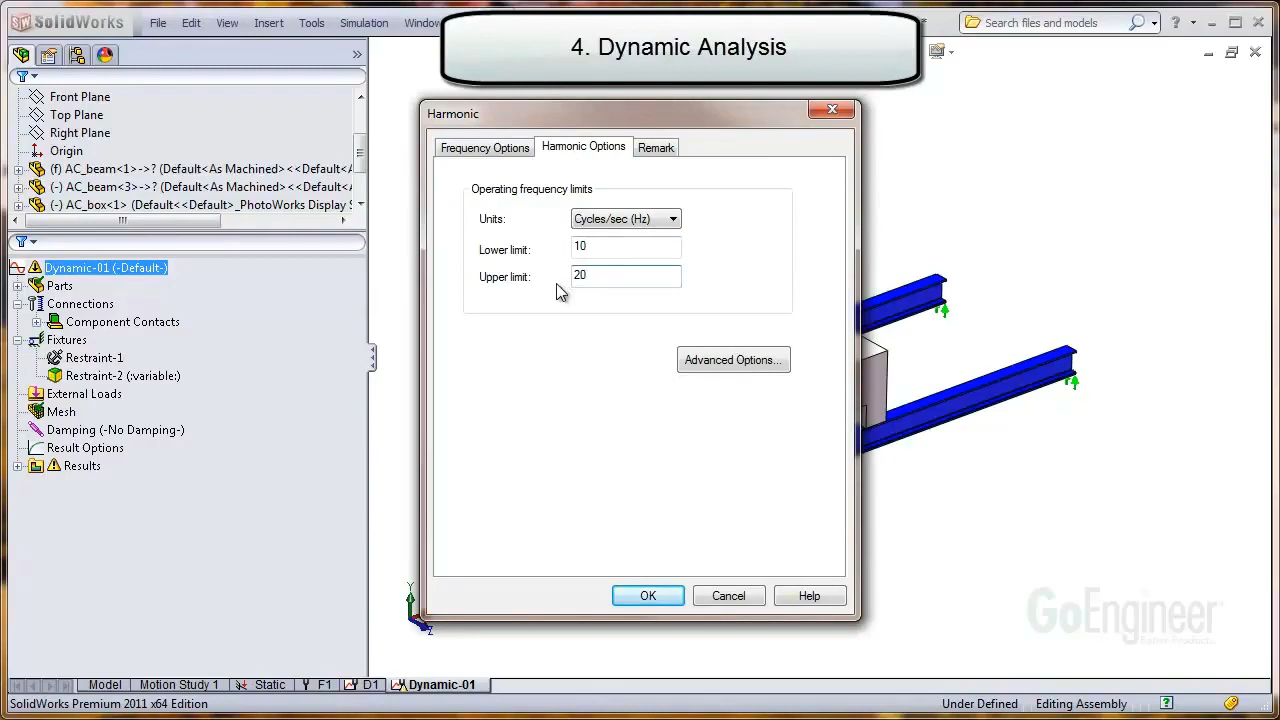 SolidWorks
File Edit View Insert Tools Simulation Window
Search files and models
4. Dynamic Analysis
Front Plane
Top Plane
Right Plane
Origin
(f) AC_beam<1>-->? (Default<As Machined><<Default<A
(-) AC_beam<3>-->? (Default<As Machined><<Default<A
(-) AC_box<1> (Default<<Default>_PhotoWorks Display S
Dynamic-01 (-Default-)
Parts
Connections
Component Contacts
Fixtures
Restraint-1
Restraint-2 (:variable:)
External Loads
Mesh
Damping (-No Damping-)
Result Options
Results
Harmonic
Frequency Options Harmonic Options Remark
Operating frequency limits
Units: Cycles/sec (Hz)
Lower limit: 10
Upper limit: 20
Advanced Options...
OK Cancel Help
Y
Z
GoEngineer
Model Motion Study 1 Static F1 D1 Dynamic-01
SolidWorks Premium 2011 x64 Edition
Under Defined Editing Assembly